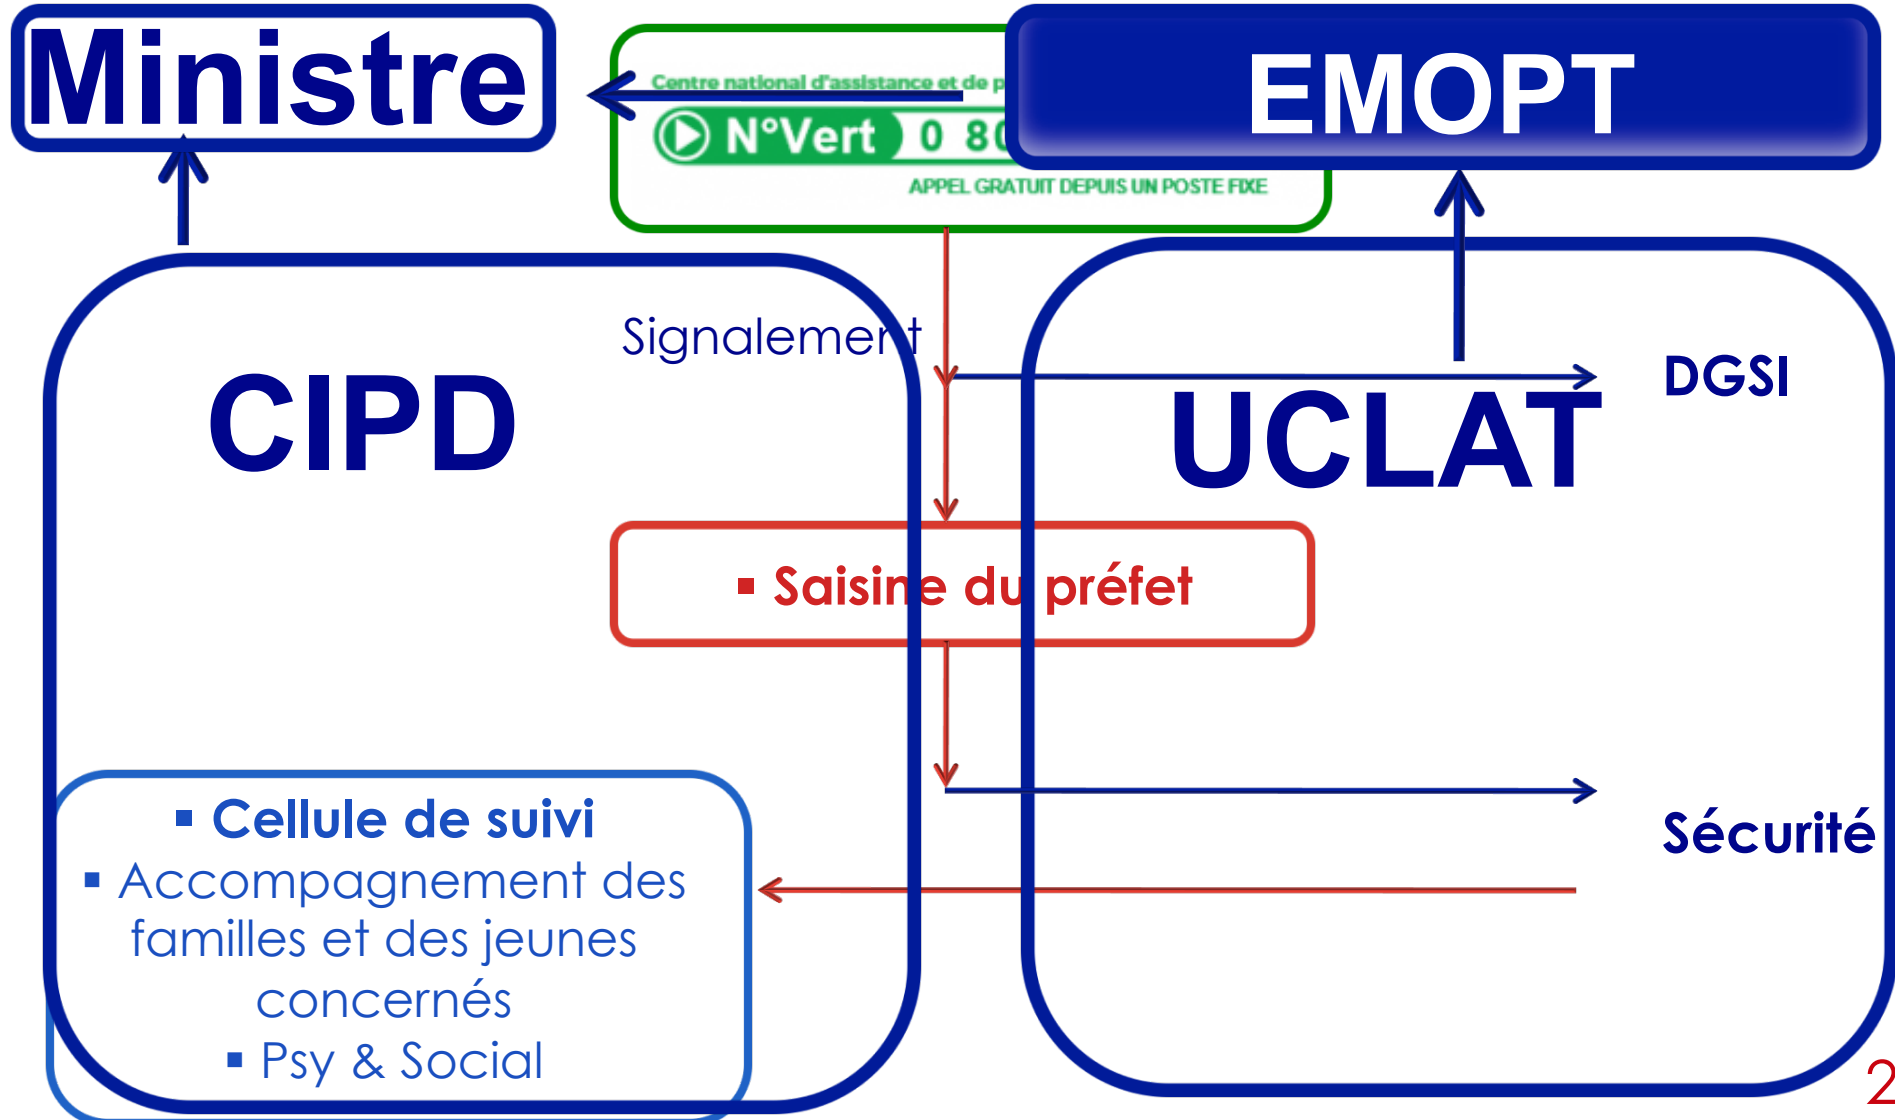 Ministre
EMOPT
Centre national d'assistance et de
N°Vert 0 80
APPEL GRATUIT DEPUIS UN POSTE FIXE
Signalement
DGSI
CIPD
UCLAT
▪ Saisine du préfet
▪ Cellule de suivi
▪ Accompagnement des
familles et des jeunes
concernés
▪ Psy & Social
Sécurité
2